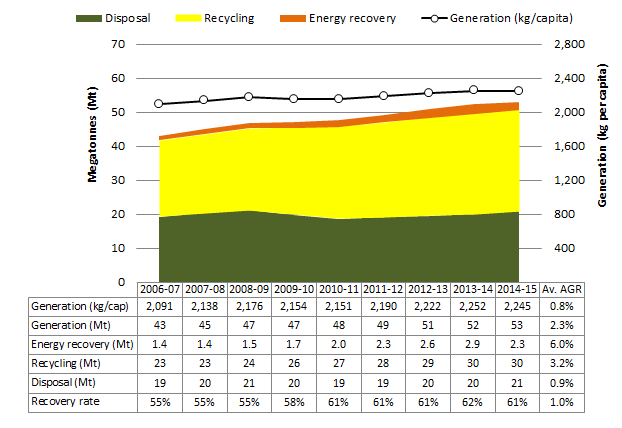 Disposal Recycling Energy recovery Generation (kg/capita)
70 2,800
60 2,400
50 2,000
40 1,600
30 1,200
20 800
10 400
0
Megatonnes (Mt)
Generation (kg per capita)
2006-07 2007-08 2008-09 2009-10 2010-11 2011-12 2012-13 2013-14 2014-15 Av. AGR
Generation (kg/cap) 2,091 2,138 2,176 2,154 2,151 2,190 2,222 2,252 2,245 0.8%
Generation (Mt) 43 45 47 47 48 49 51 52 53 2.3%
Energy recovery (Mt) 1.4 1.4 1.5 1.7 2.0 2.3 2.6 2.9 2.3 6.0%
Recycling (Mt) 23 23 24 26 27 28 29 30 30 3.2%
Disposal (Mt) 19 20 21 20 19 19 20 20 21 0.9%
Recovery rate 55% 55% 55% 58% 61% 61% 61% 62% 61% 1.0%